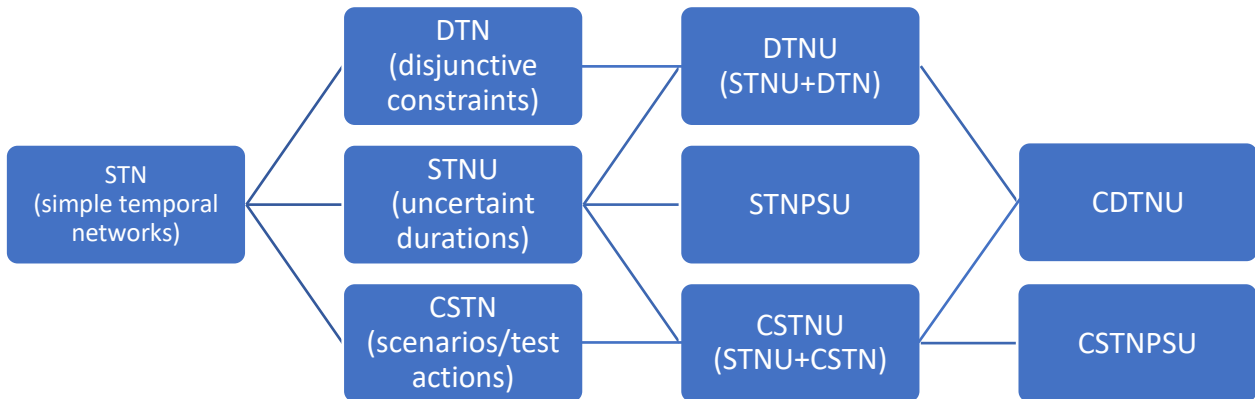 STN
(simple temporal
networks)
DTN
(disjunctive
constraints)
STNU
(uncertaint
durations)
CSTN
(scenarios/test
actions)
DTNU
(STNU+DTN)
STNPSU
CSTNU
(STNU+CSTN)
CDTNU
CSTNPSU